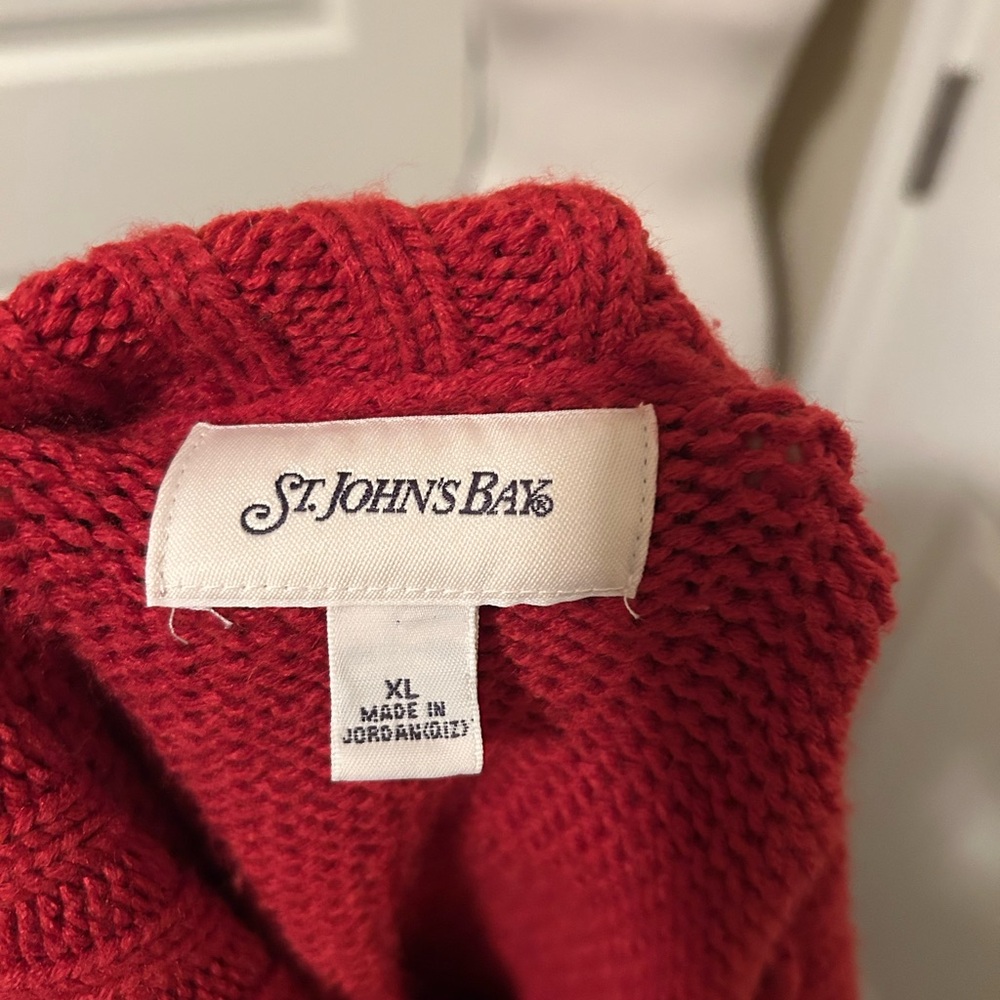 ST. JOHN'S BAY®
XL
MADE IN
JORDAN(QIZ)